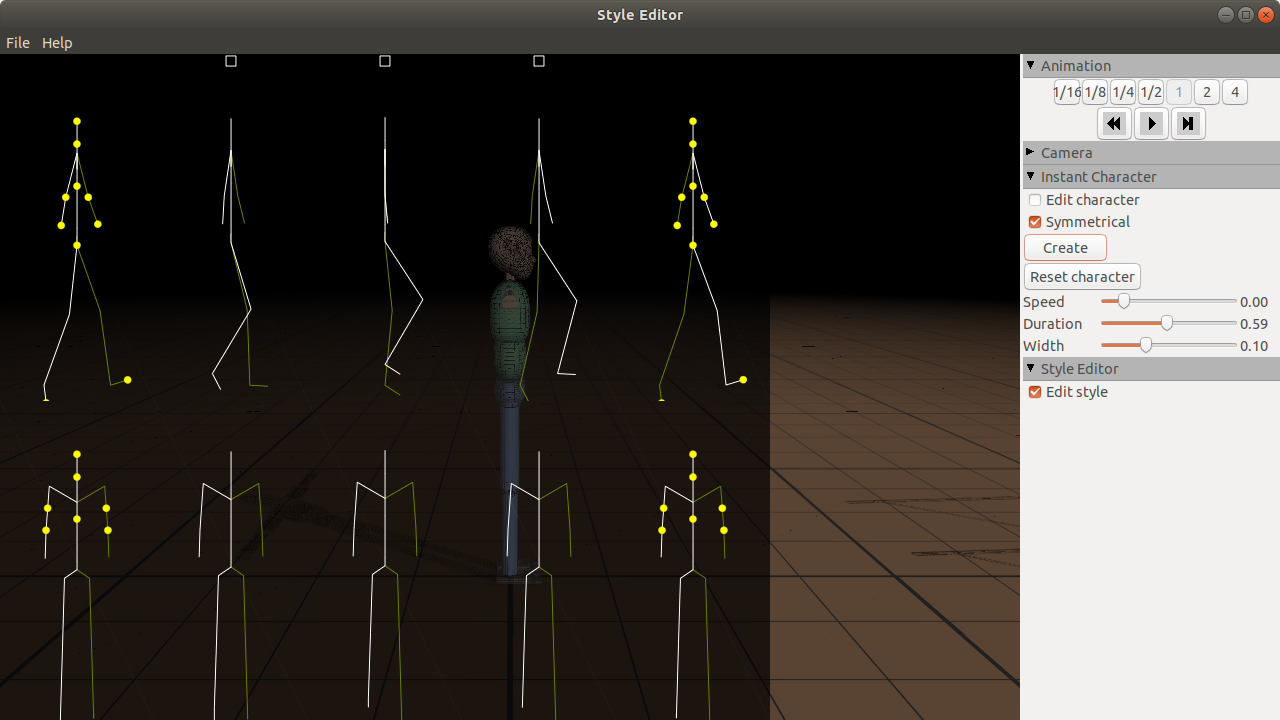 Style Editor
File Help
Animation
1/16 1/8 1/4 1/2 1 2 4
Camera
Instant Character
Edit character
Symmetrical
Create
Reset character
Speed 0.00
Duration 0.59
Width 0.10
Style Editor
Edit style